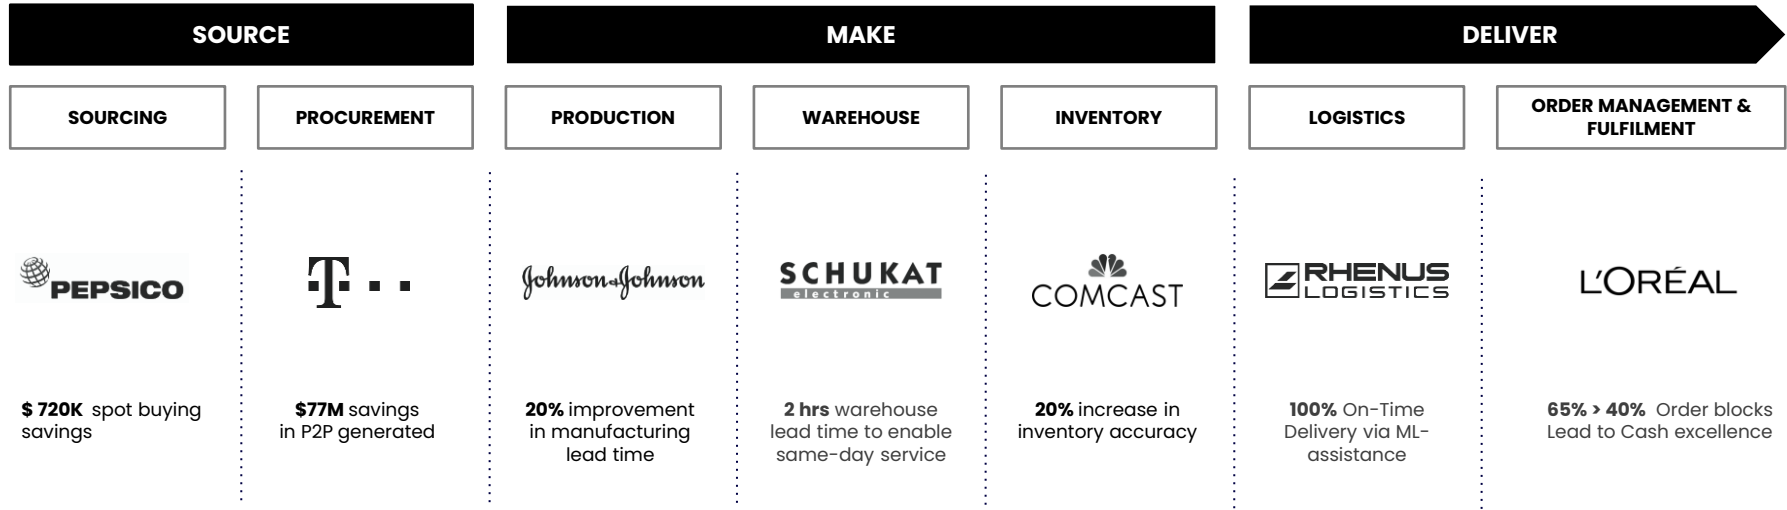 SOURCE
MAKE
DELIVER
SOURCING
PROCUREMENT
PRODUCTION
WAREHOUSE
INVENTORY
LOGISTICS
ORDER MANAGEMENT &
FULFILMENT
PEPSICO
T
Johnson & Johnson
SCHUKAT
electronic
COMCAST
RHENUS
LOGISTICS
L'ORÉAL
$ 720K spot buying
savings
$77M savings
in P2P generated
20% improvement
in manufacturing
lead time
2 hrs warehouse
lead time to enable
same-day service
20% increase in
inventory accuracy
100% On-Time
Delivery via ML-
assistance
65% > 40% Order blocks
Lead to Cash excellence